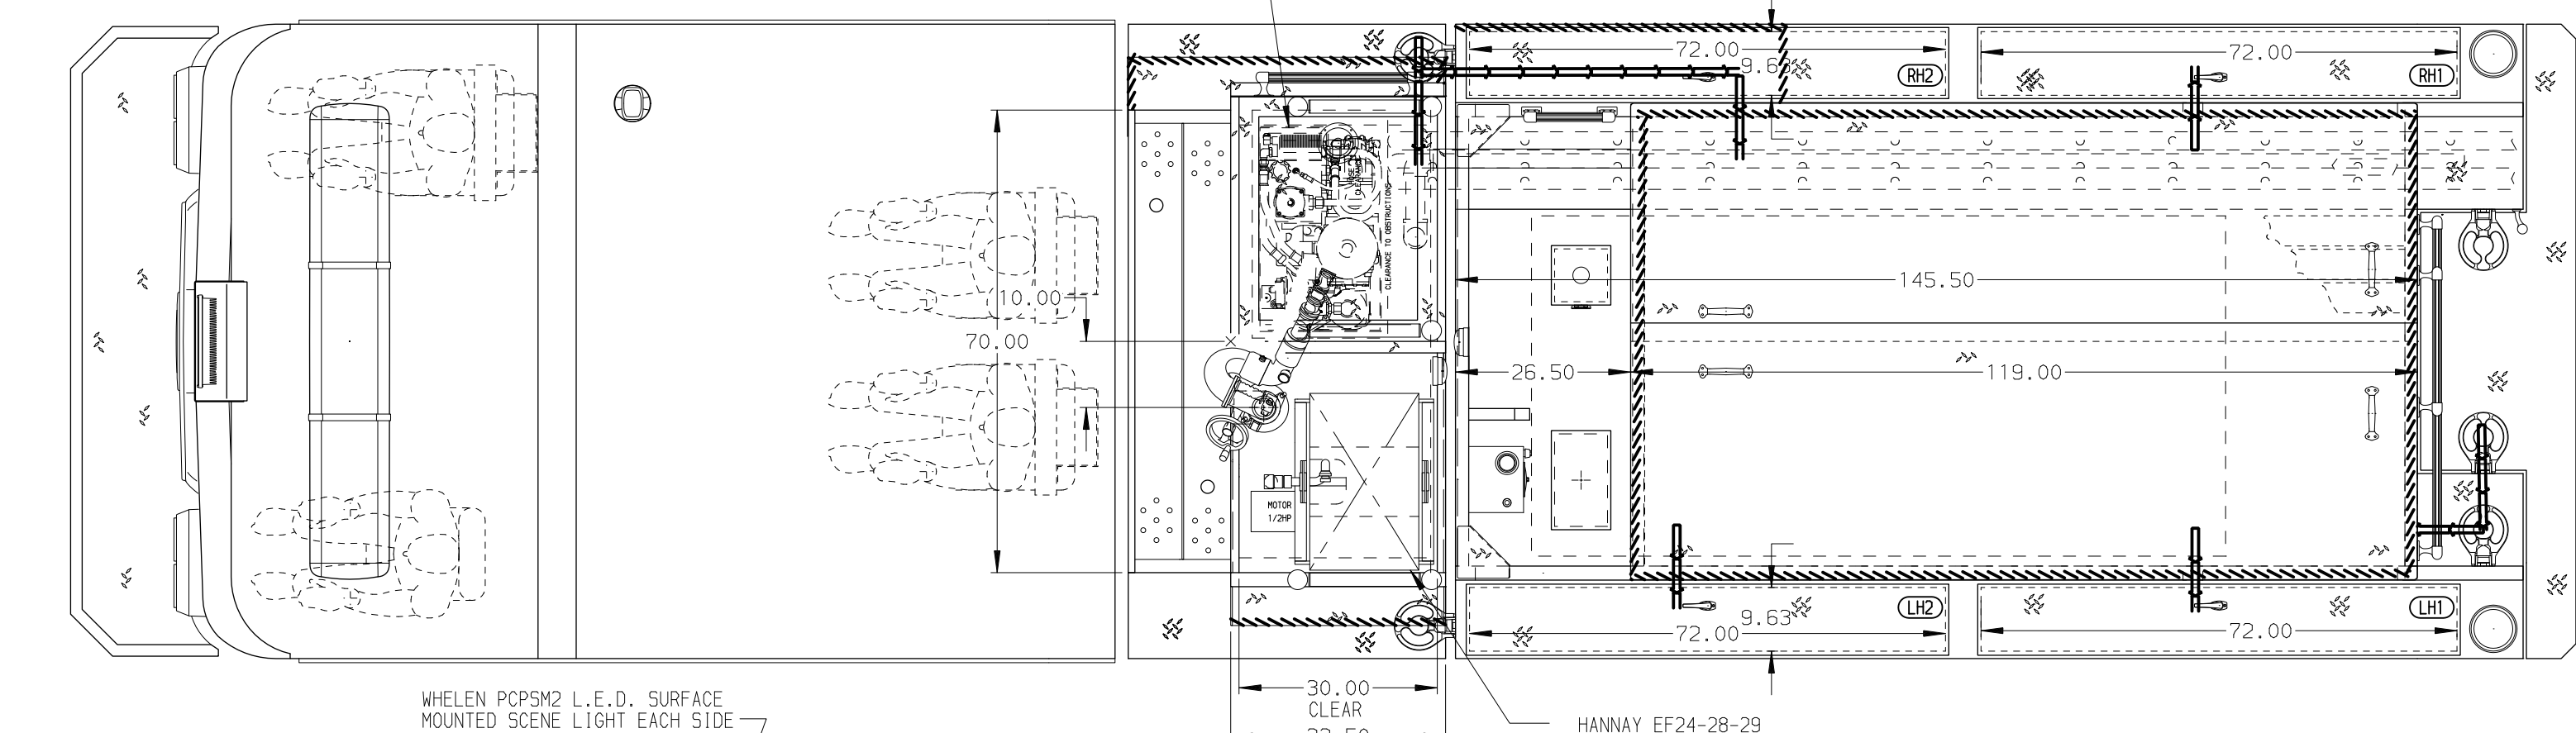 72.00
9.63
RH2
72.00
RH1
CLEARANCE TO OBSTRUCTIONS
145.50
10.00
70.00
26.50
119.00
MOTOR
1/2HP
LH2
9.63
72.00
LH1
72.00
30.00
CLEAR
WHELEN PCPSM2 L.E.D. SURFACE
MOUNTED SCENE LIGHT EACH SIDE
HANNAY EF24-28-29